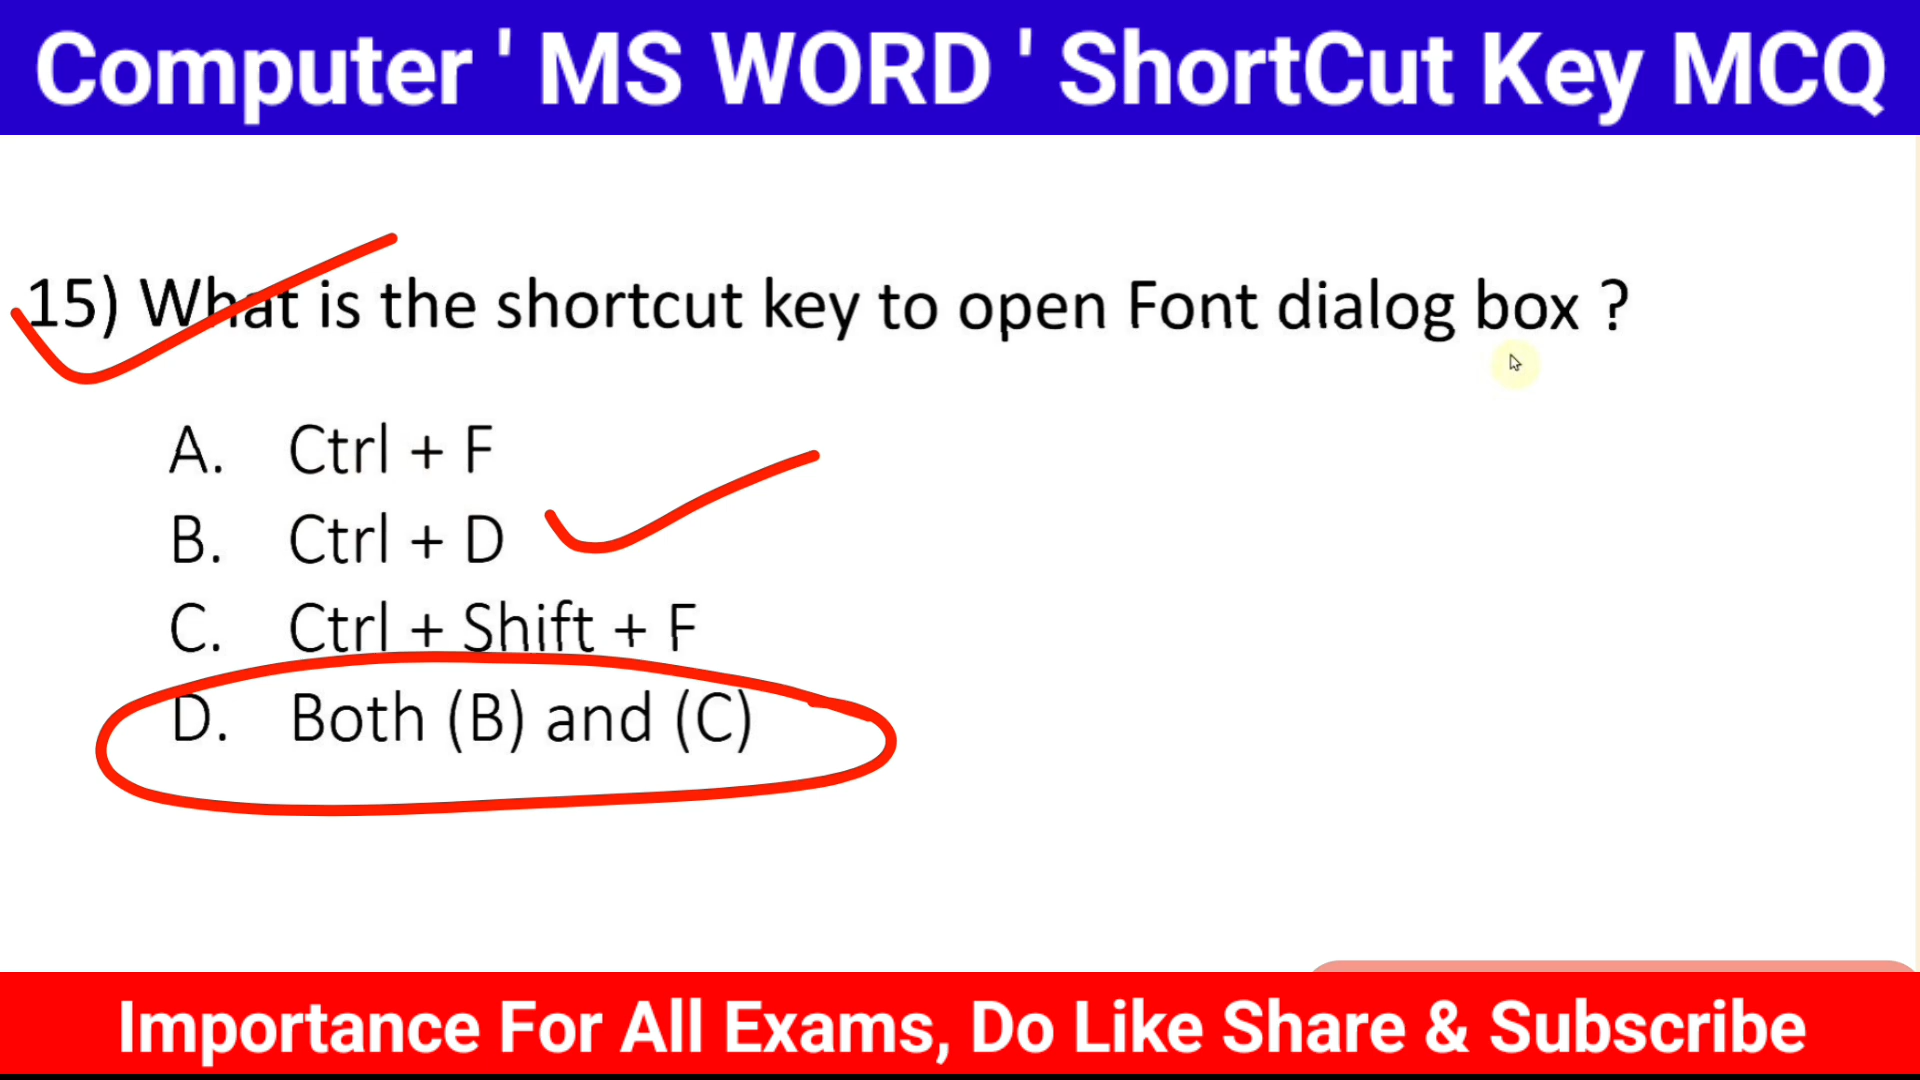 Computer ' MS WORD ' ShortCut Key MCQ
15) What is the shortcut key to open Font dialog box ?
A. Ctrl + F
B. Ctrl + D
C. Ctrl + Shift + F
D. Both (B) and (C)
Importance For All Exams, Do Like Share & Subscribe